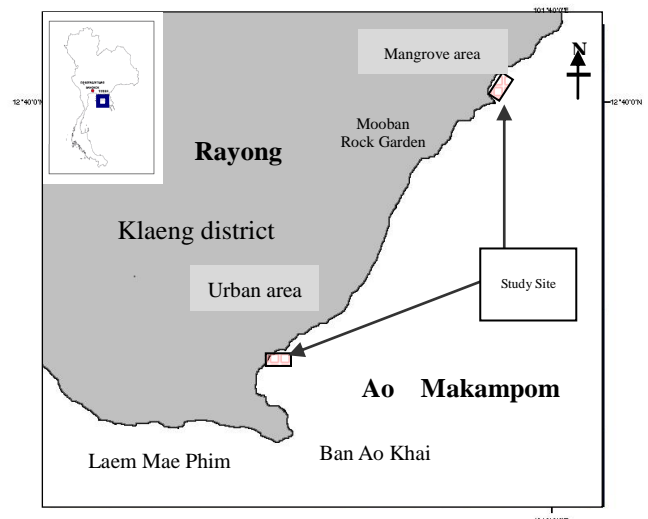 Mangrove area
N
12°40'0"N
12°40'0"N
Mooban
Rock Garden
Rayong
Klaeng district
Urban area
Study Site
Ao Makampom
Ban Ao Khai
Laem Mae Phim